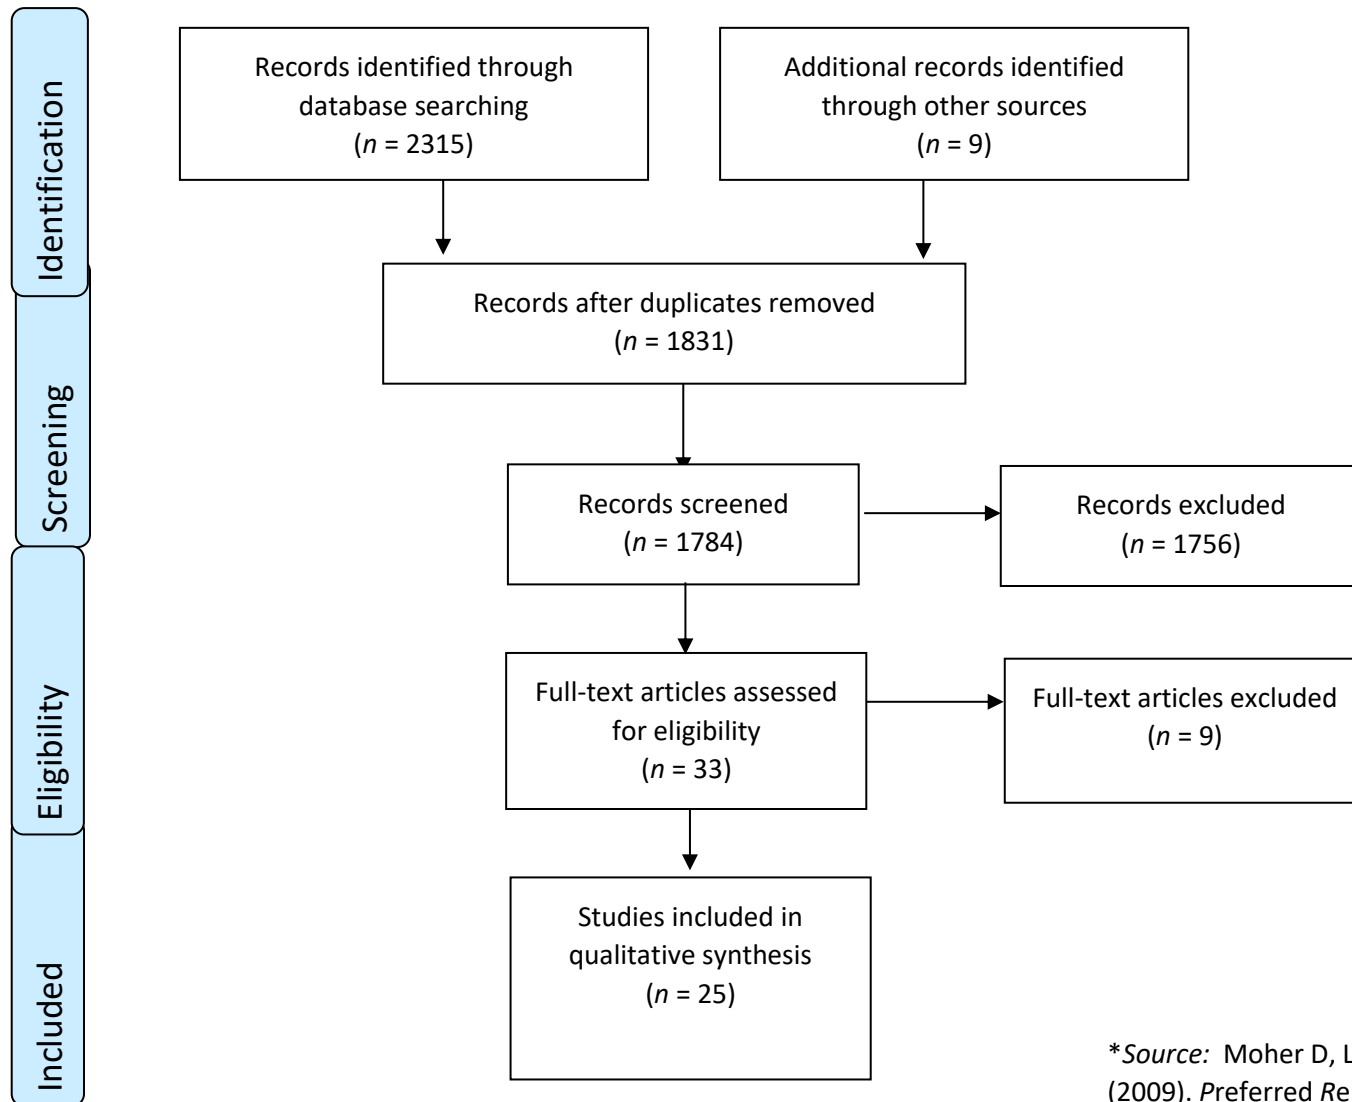 Identification
Records identified through
database searching
(n = 2315)
Additional records identified
through other sources
(n = 9)
Records after duplicates removed
(n = 1831)
Screening
Records screened
(n = 1784)
Records excluded
(n = 1756)
Eligibility
Full-text articles assessed
for eligibility
(n = 33)
Full-text articles excluded
(n = 9)
Included
Studies included in
qualitative synthesis
(n = 25)
*Source: Moher D, L
(2009). Preferred Re